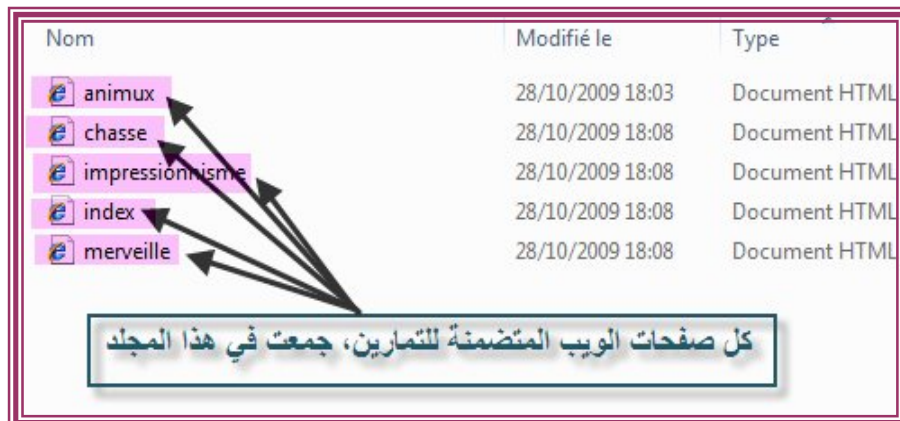 Nom Modifié le Type
animux 28/10/2009 18:03 Document HTML
chasse 28/10/2009 18:08 Document HTML
impressionnisme 28/10/2009 18:08 Document HTML
index 28/10/2009 18:08 Document HTML
merveille 28/10/2009 18:08 Document HTML
كل صفحات الويب المتضمنة للتمارين، جمعت في هذا المجلد